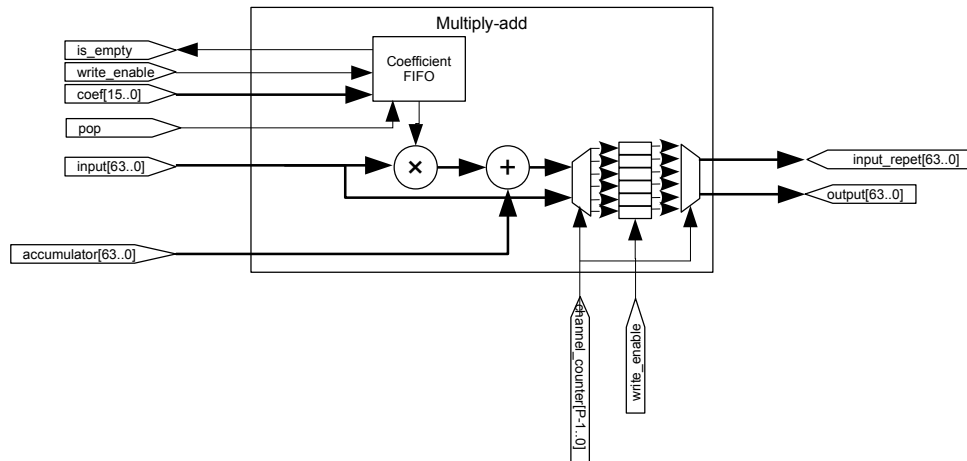 Multiply-add
is_empty
write_enable
coef[15..0]
Coefficient
FIFO
pop
input[63..0]
×
+
input_repet[63..0]
output[63..0]
accumulator[63..0]
channel_counter[P-1..0]
write_enable